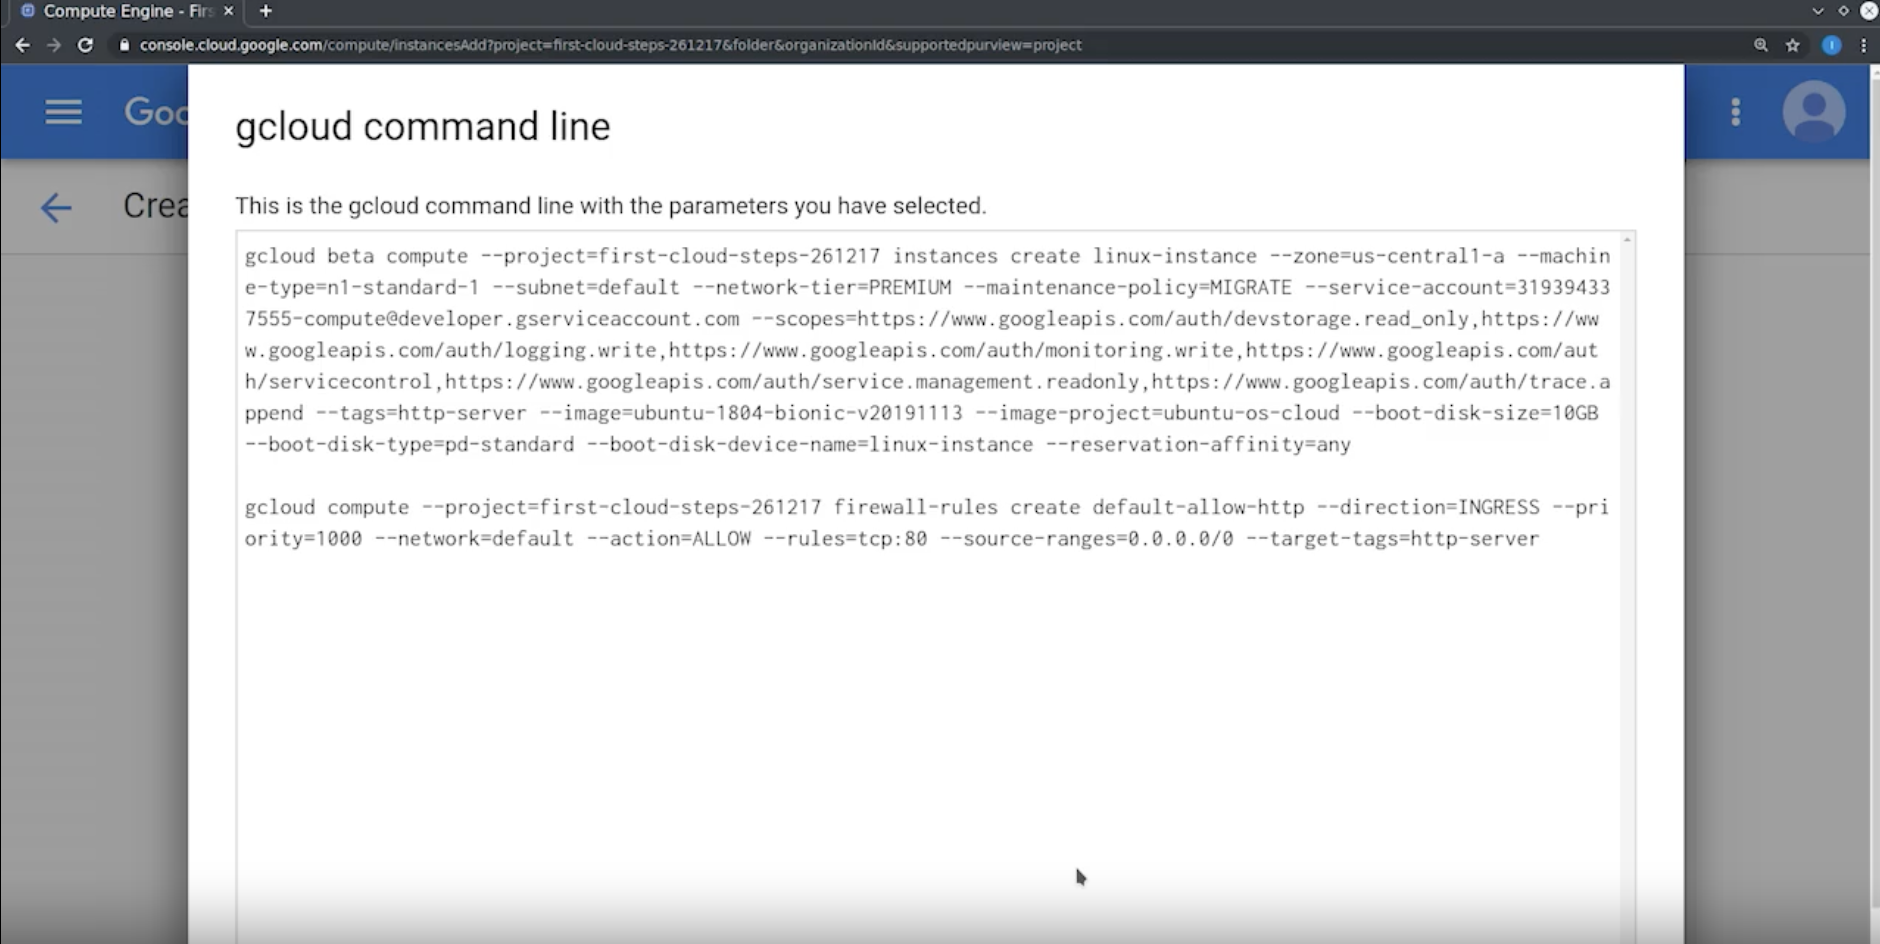 Compute Engine - Firs
console.cloud.google.com/compute/instancesAdd?project=first-cloud-steps-261217&folder&organizationId&supportedpurview=project
Goo
gcloud command line
Crea
This is the gcloud command line with the parameters you have selected.
gcloud beta compute --project=first-cloud-steps-261217 instances create linux-instance --zone=us-central1-a --machin
e-type=n1-standard-1 --subnet=default --network-tier=PREMIUM --maintenance-policy=MIGRATE --service-account=31939433
7555-compute@developer.gserviceaccount.com --scopes=https://www.googleapis.com/auth/devstorage.read_only,https://ww
w.googleapis.com/auth/logging.write,https://www.googleapis.com/auth/monitoring.write,https://www.googleapis.com/aut
h/servicecontrol,https://www.googleapis.com/auth/service.management.readonly,https://www.googleapis.com/auth/trace.a
ppend --tags=http-server --image=ubuntu-1804-bionic-v20191113 --image-project=ubuntu-os-cloud --boot-disk-size=10GB
--boot-disk-type=pd-standard --boot-disk-device-name=linux-instance --reservation-affinity=any
gcloud compute --project=first-cloud-steps-261217 firewall-rules create default-allow-http --direction=INGRESS --pri
ority=1000 --network=default --action=ALLOW --rules=tcp:80 --source-ranges=0.0.0.0/0 --target-tags=http-server